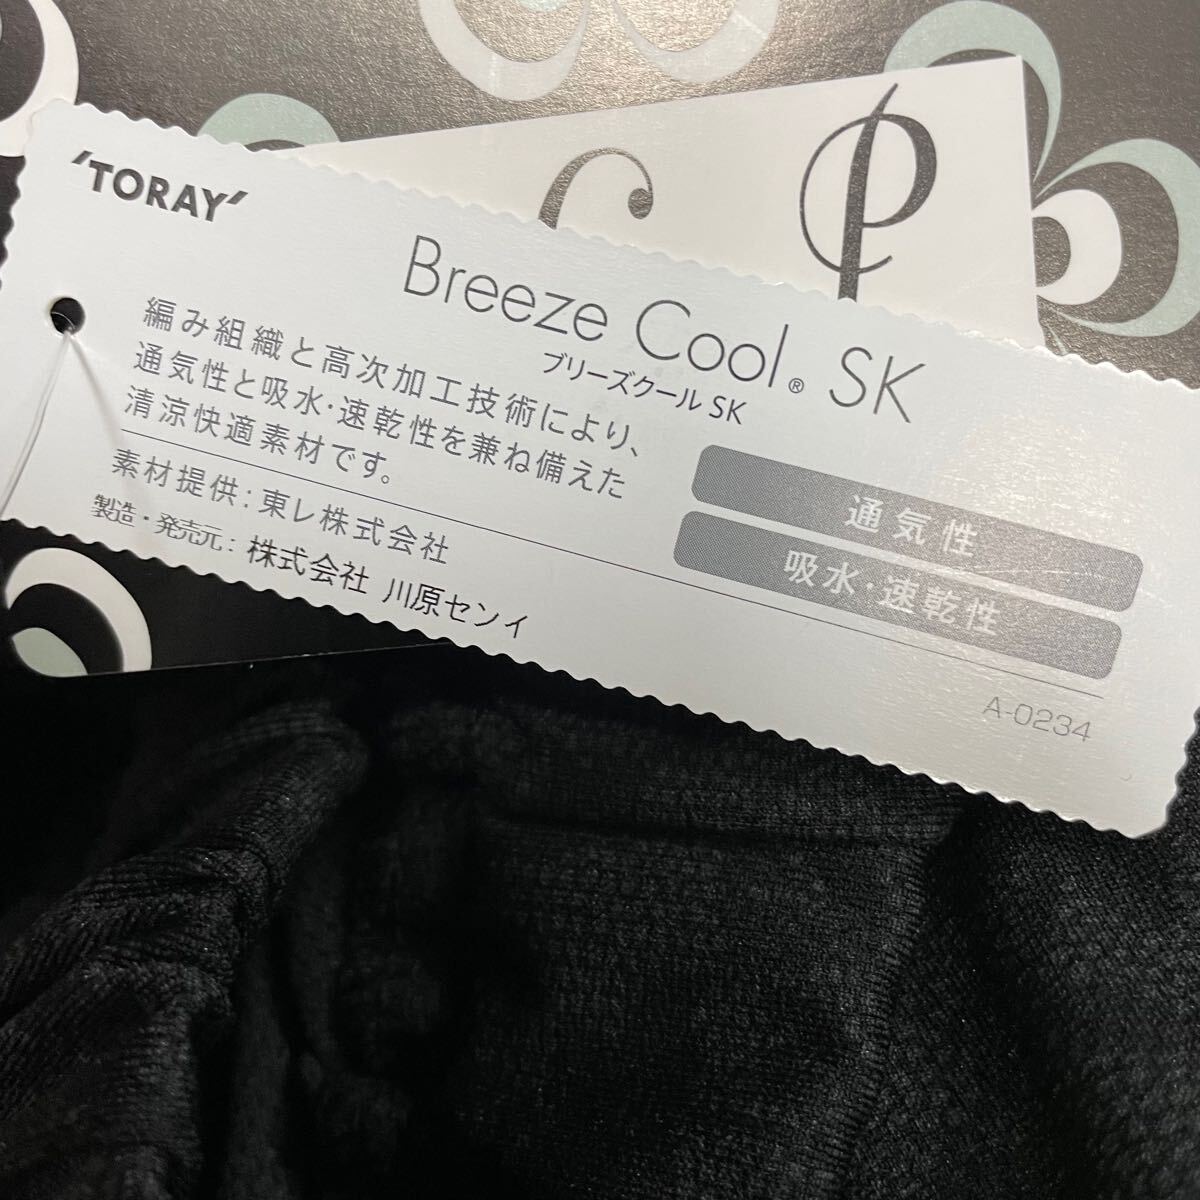 'TORAY'
Breeze Cool® SK
ブリーズクール SK
編み組織と高次加工技術により、
通気性と吸水・速乾性を兼ね備えた
清涼快適素材です。
素材提供：東レ株式会社
製造・発売元：株式会社 川原センイ
通気性
吸水・速乾性
A-0234